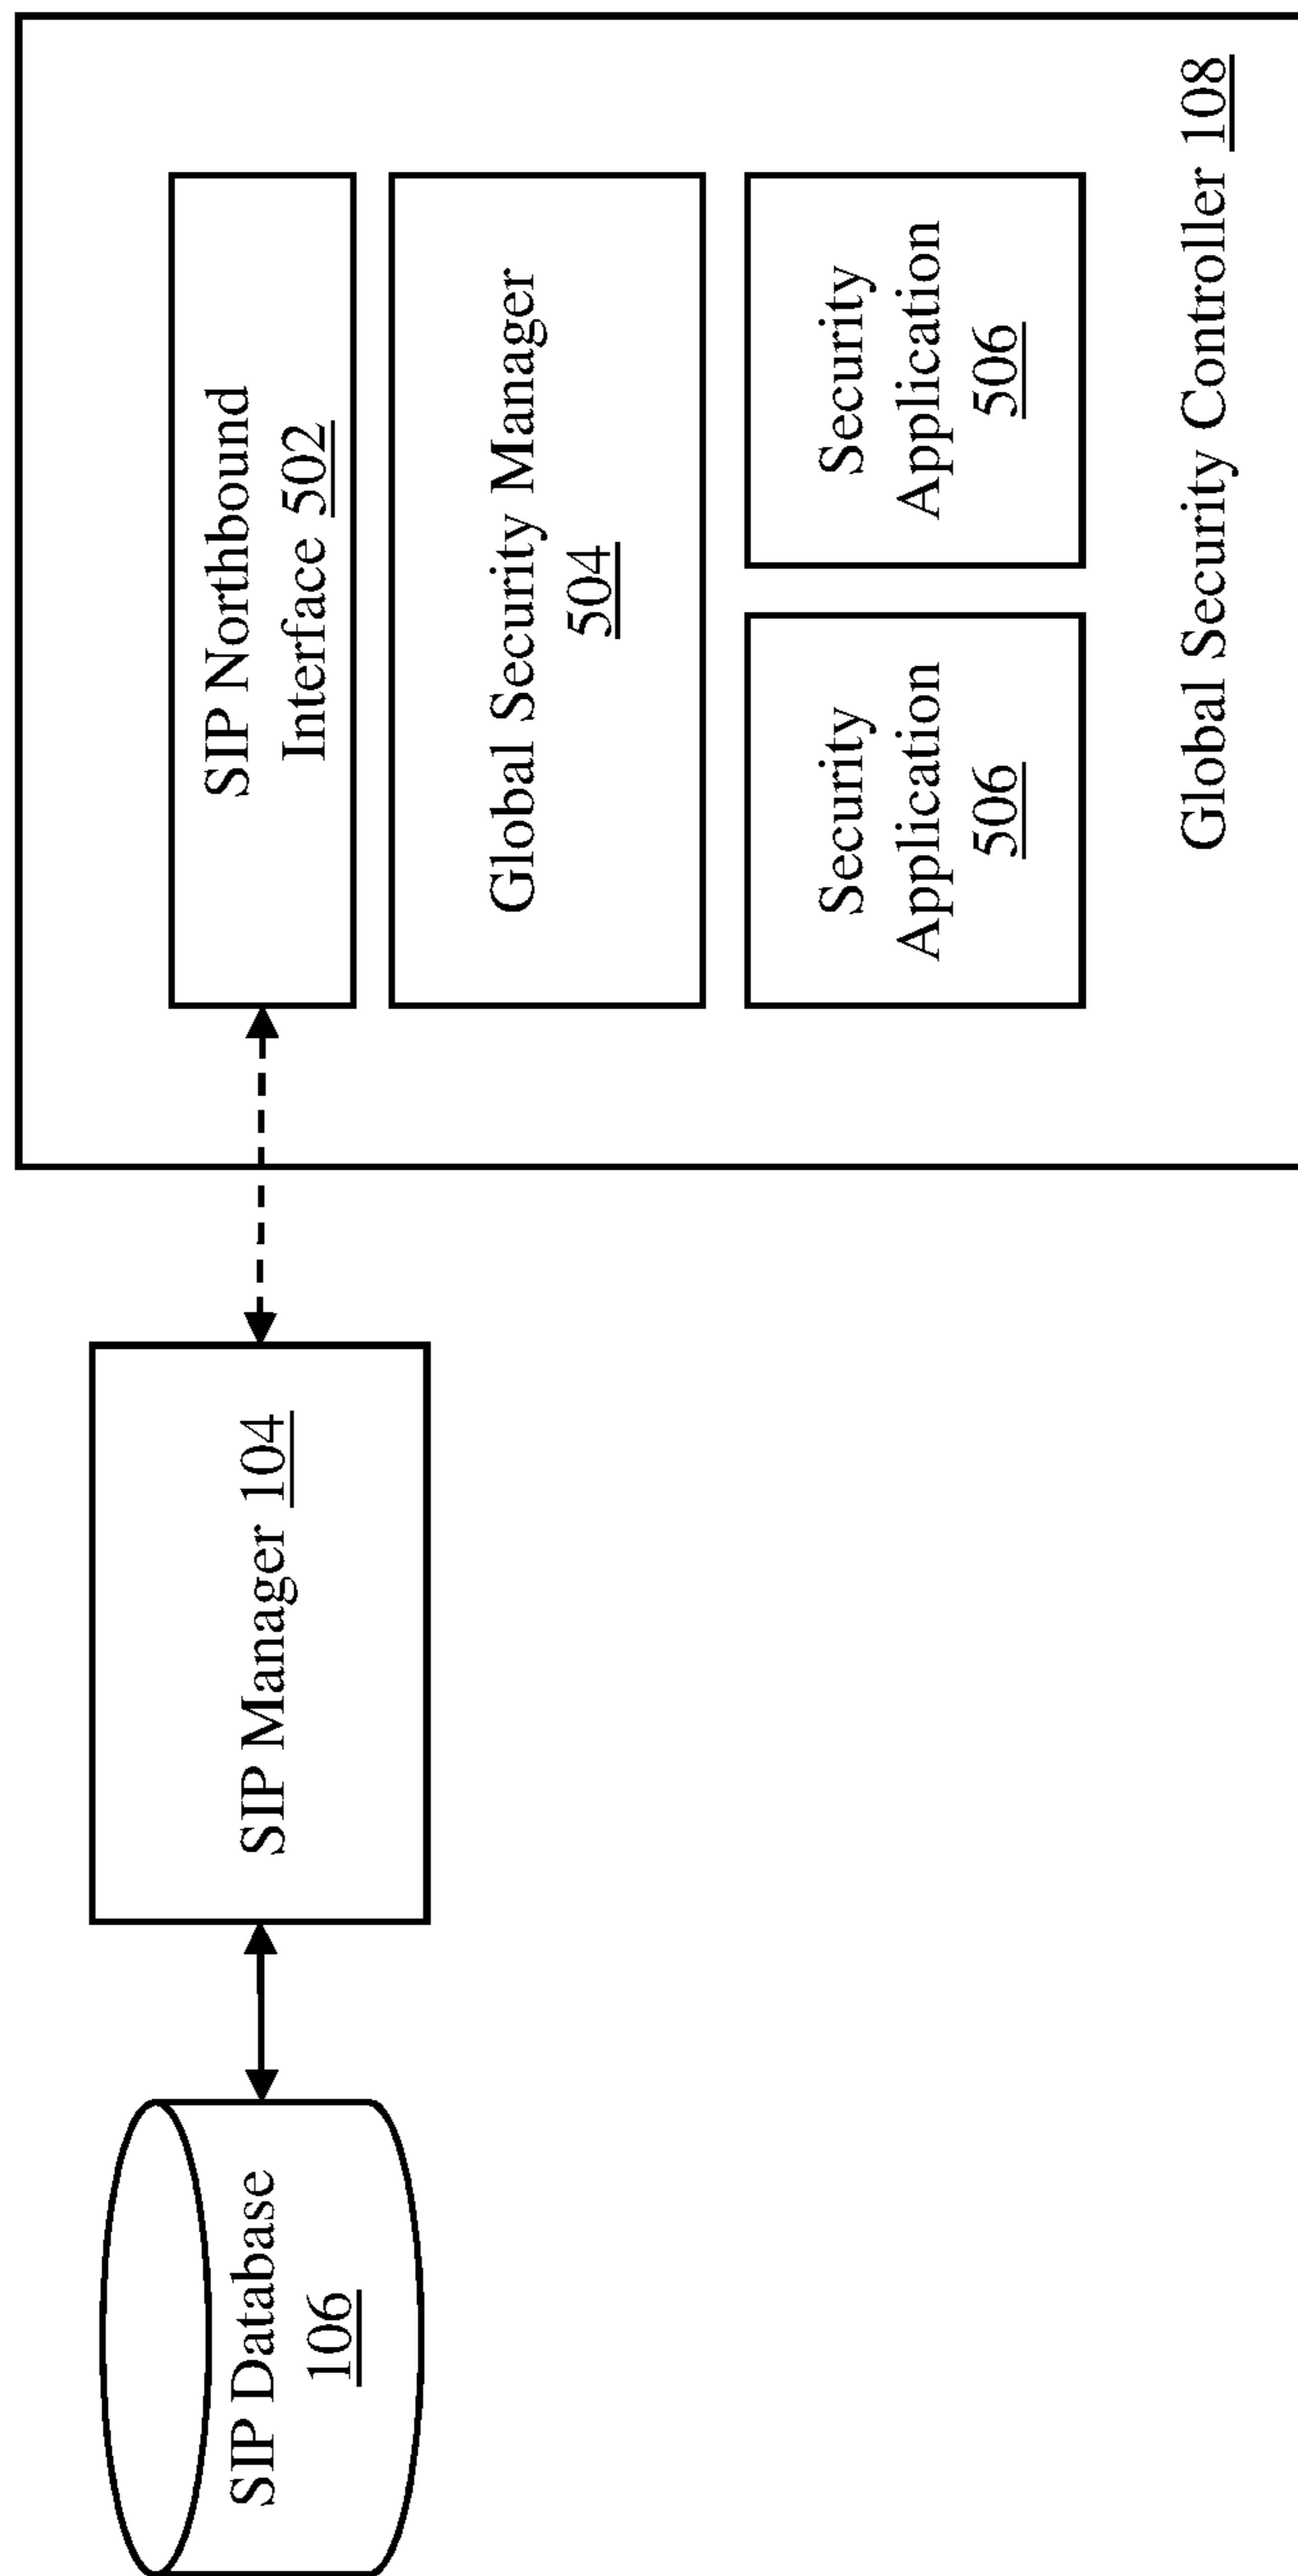 SIP Database
106
SIP Manager 104
SIP Northbound
Interface 502
Global Security Manager
504
Security
Application
506
Security
Application
506
Global Security Controller 108